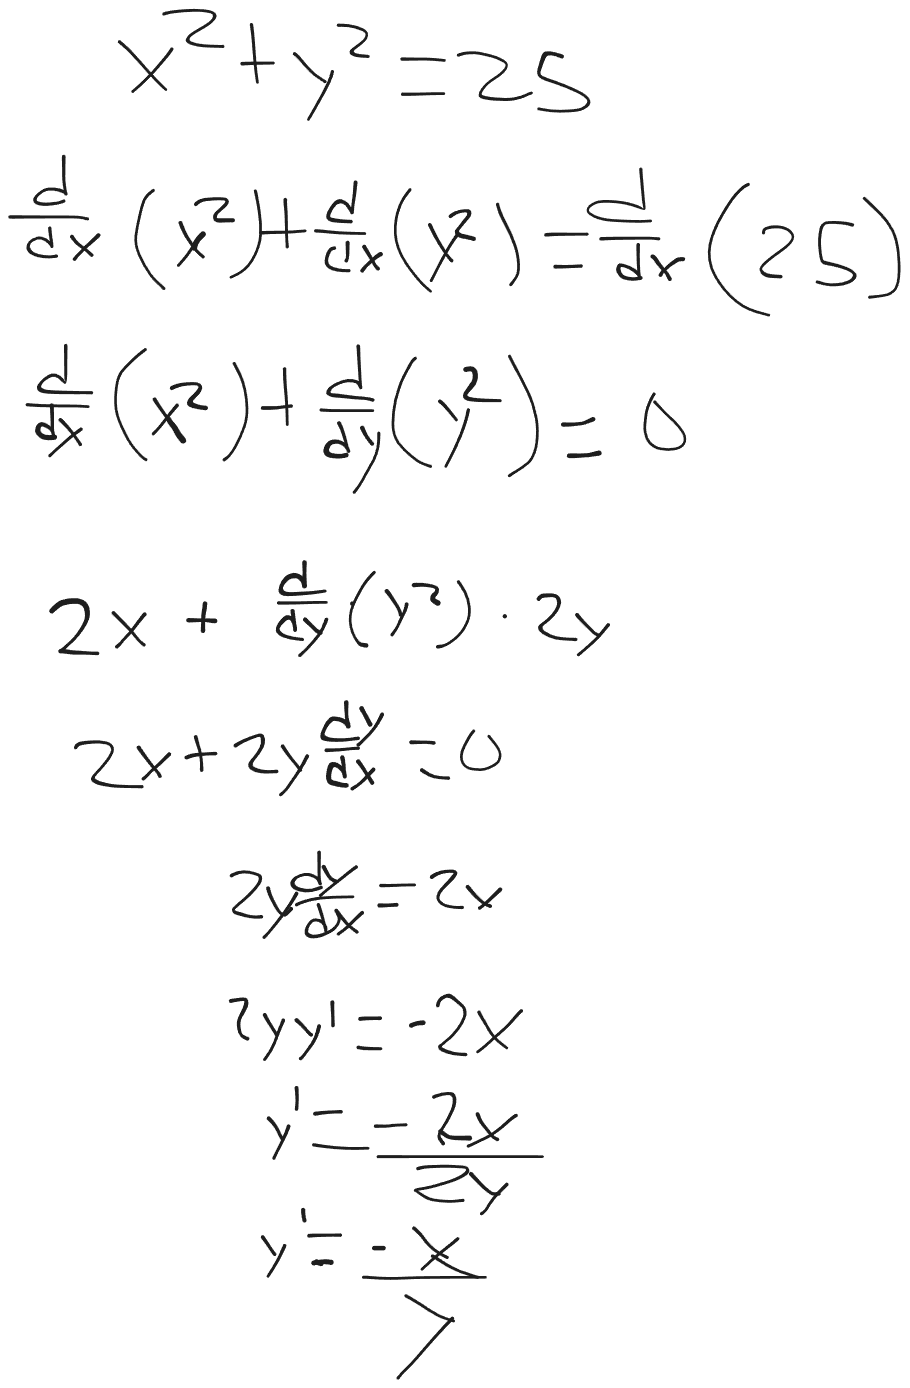 x² + y² = 25
d/dx (x²) + d/dx (y²) = d/dx (25)
d/dx (x²) + d/dy (y²) = 0
2x + d/dy (y²) · 2y
2x + 2y dy/dx = 0
2y dy/dx = 2x
2yy' = -2x
y' = -2x/2y
y' = -x/y